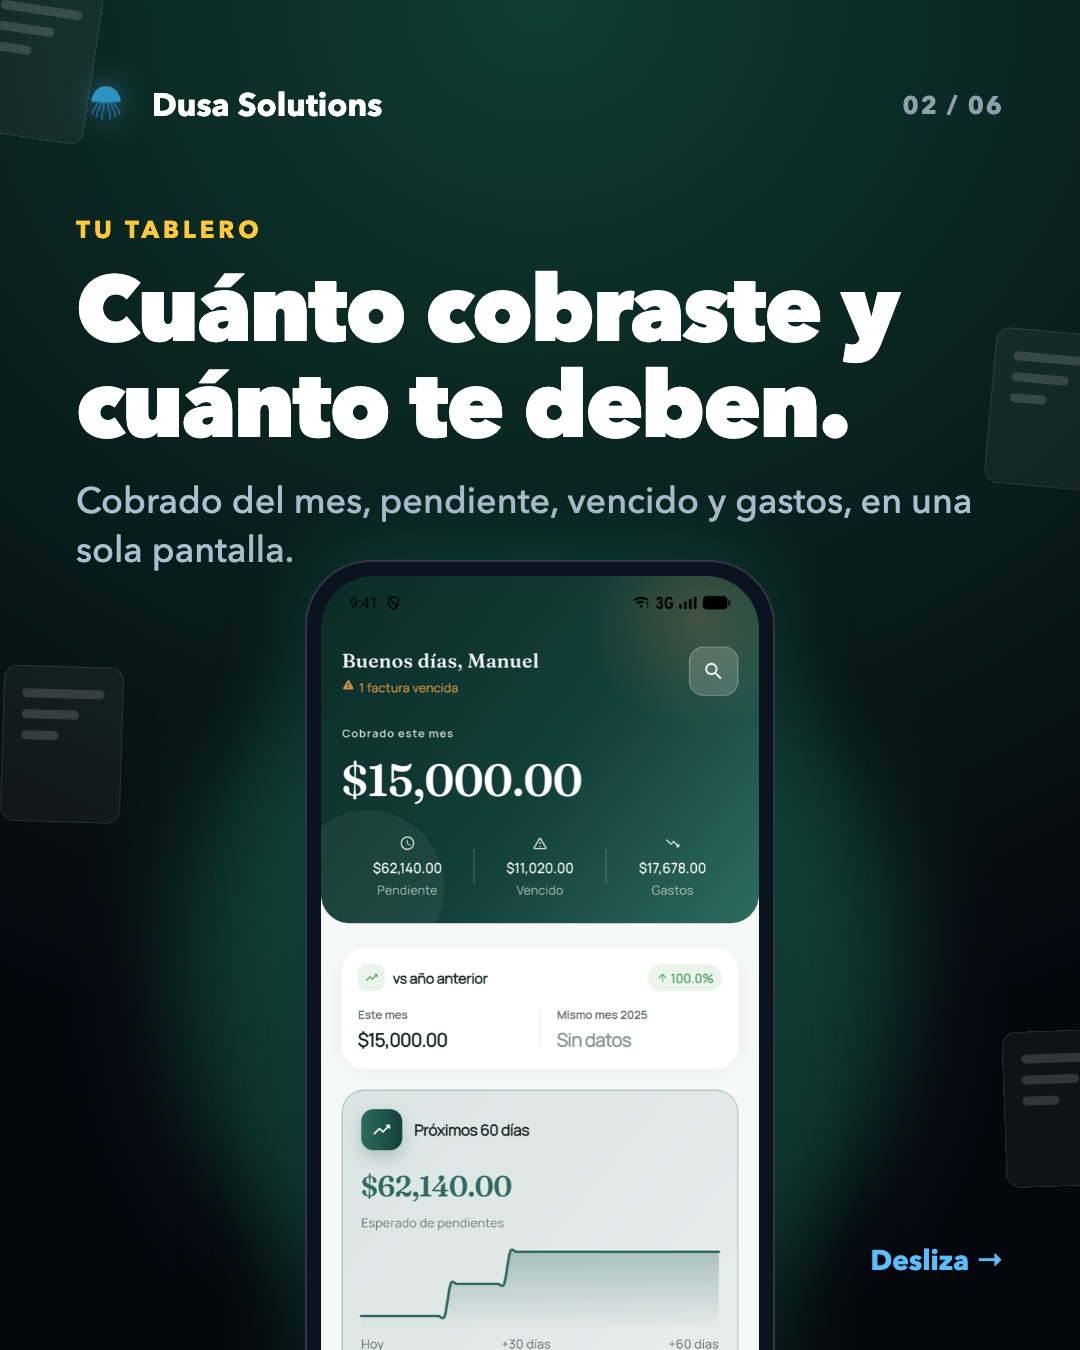 Dusa Solutions
02 / 06
TU TABLERO
Cuánto cobraste y
cuánto te deben.
Cobrado del mes, pendiente, vencido y gastos, en una
sola pantalla.
9:41
3G
Buenos días, Manuel
1 factura vencida
Cobrado este mes
$15,000.00
$62,140.00
Pendiente
$11,020.00
Vencido
$17,678.00
Gastos
vs año anterior
↑ 100.0%
Este mes
$15,000.00
Mismo mes 2025
Sin datos
Próximos 60 días
$62,140.00
Esperado de pendientes
Hoy
+30 días
+60 días
Desliza →